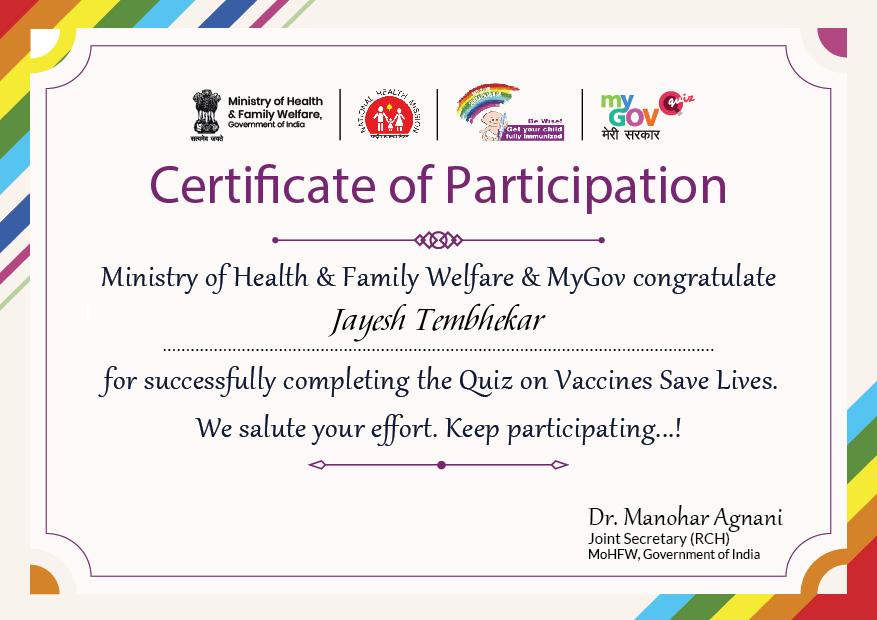 Ministry of Health
& Family Welfare,
Government of India
सत्यमेव जयते
NATIONAL HEALTH MISSION
Be Wise!
Get your child
fully immunized
my
GOV
quiz
मेरी सरकार
Certificate of Participation
Ministry of Health & Family Welfare & MyGov congratulate
Jayesh Tembhekar
for successfully completing the Quiz on Vaccines Save Lives.
We salute your effort. Keep participating...!
Dr. Manohar Agnani
Joint Secretary (RCH)
MoHFW, Government of India